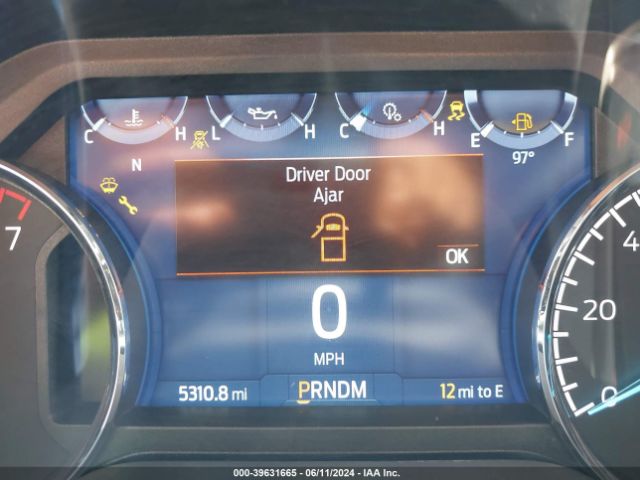 C H L H C H E F
N
97°
Driver Door
Ajar
OK
7
4
20
0
0
MPH
5310.8 mi
PRNDM
12 mi to E
000-39631665 - 06/11/2024 - IAA Inc.